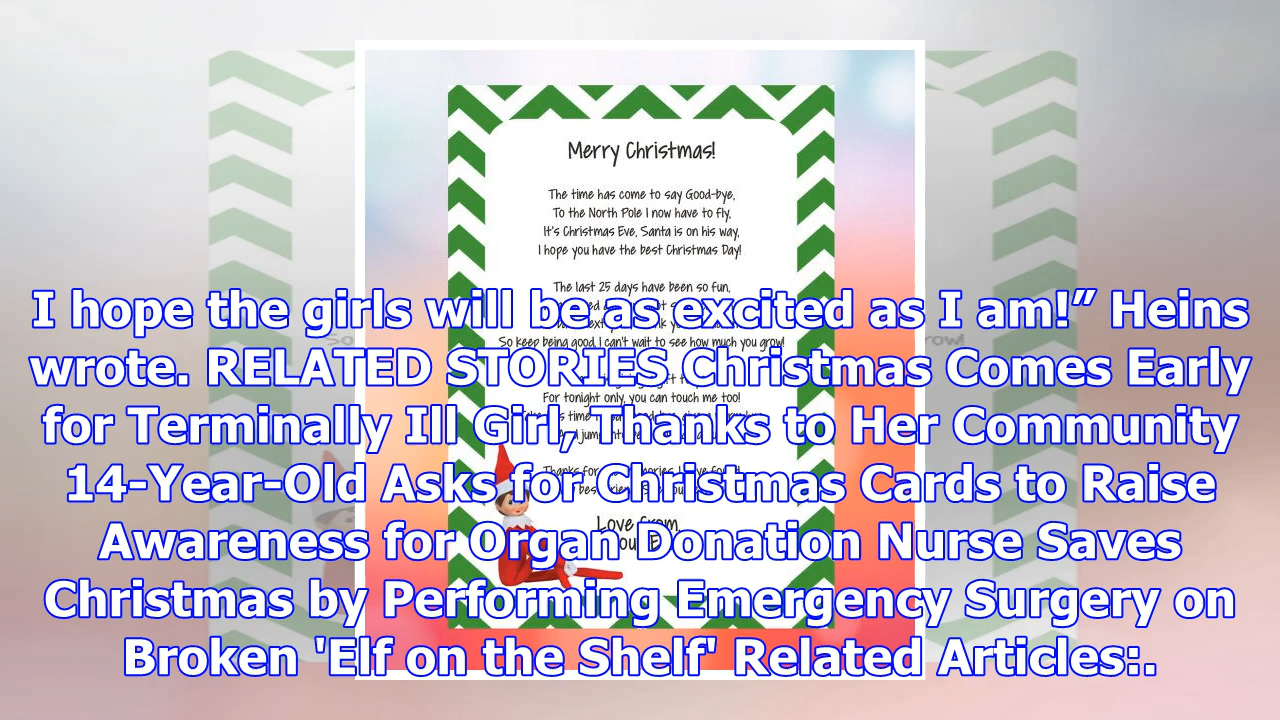 Merry Christmas!
The time has come to say Good-bye,
To the North Pole I now have to fly,
It's Christmas Eve, Santa is on his way,
I hope you have the best Christmas Day!
The last 25 days have been so fun,
I hope the girls will be as excited as I am!” Heins
So keep being good, I can't wait to see how much you grow!
wrote. RELATED STORIES Christmas Comes Early
For tonight only, you can touch me too!
for Terminally Ill Girl, Thanks to Her Community
14-Year-Old Asks for Christmas Cards to Raise
Love from
Awareness for Organ Donation Nurse Saves
Christmas by Performing Emergency Surgery on
Broken 'Elf on the Shelf' Related Articles:.